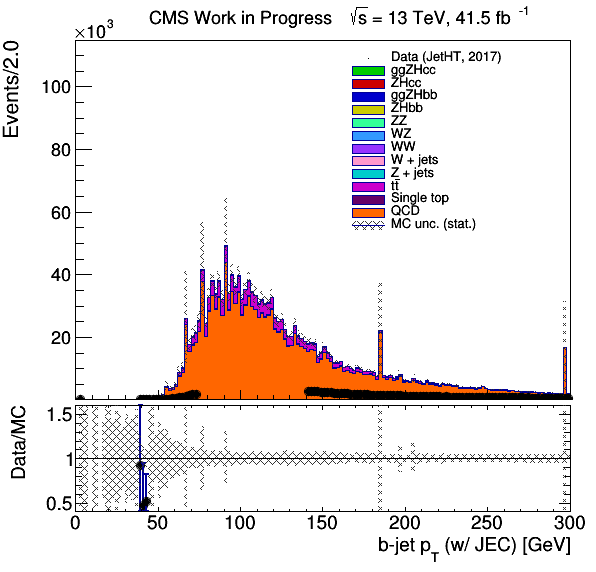 CMS Work in Progress √s = 13 TeV, 41.5 fb⁻¹
×10³
Events/2.0
100
80
60
40
20
Data (JetHT, 2017)
ggZHcc
ZHcc
ggZHbb
ZHbb
ZZ
WZ
WW
W + jets
Z + jets
tt̄
Single top
QCD
MC unc. (stat.)
Data/MC
1.5
1
0.5
0 50 100 150 200 250 300
b-jet p_T (w/ JEC) [GeV]